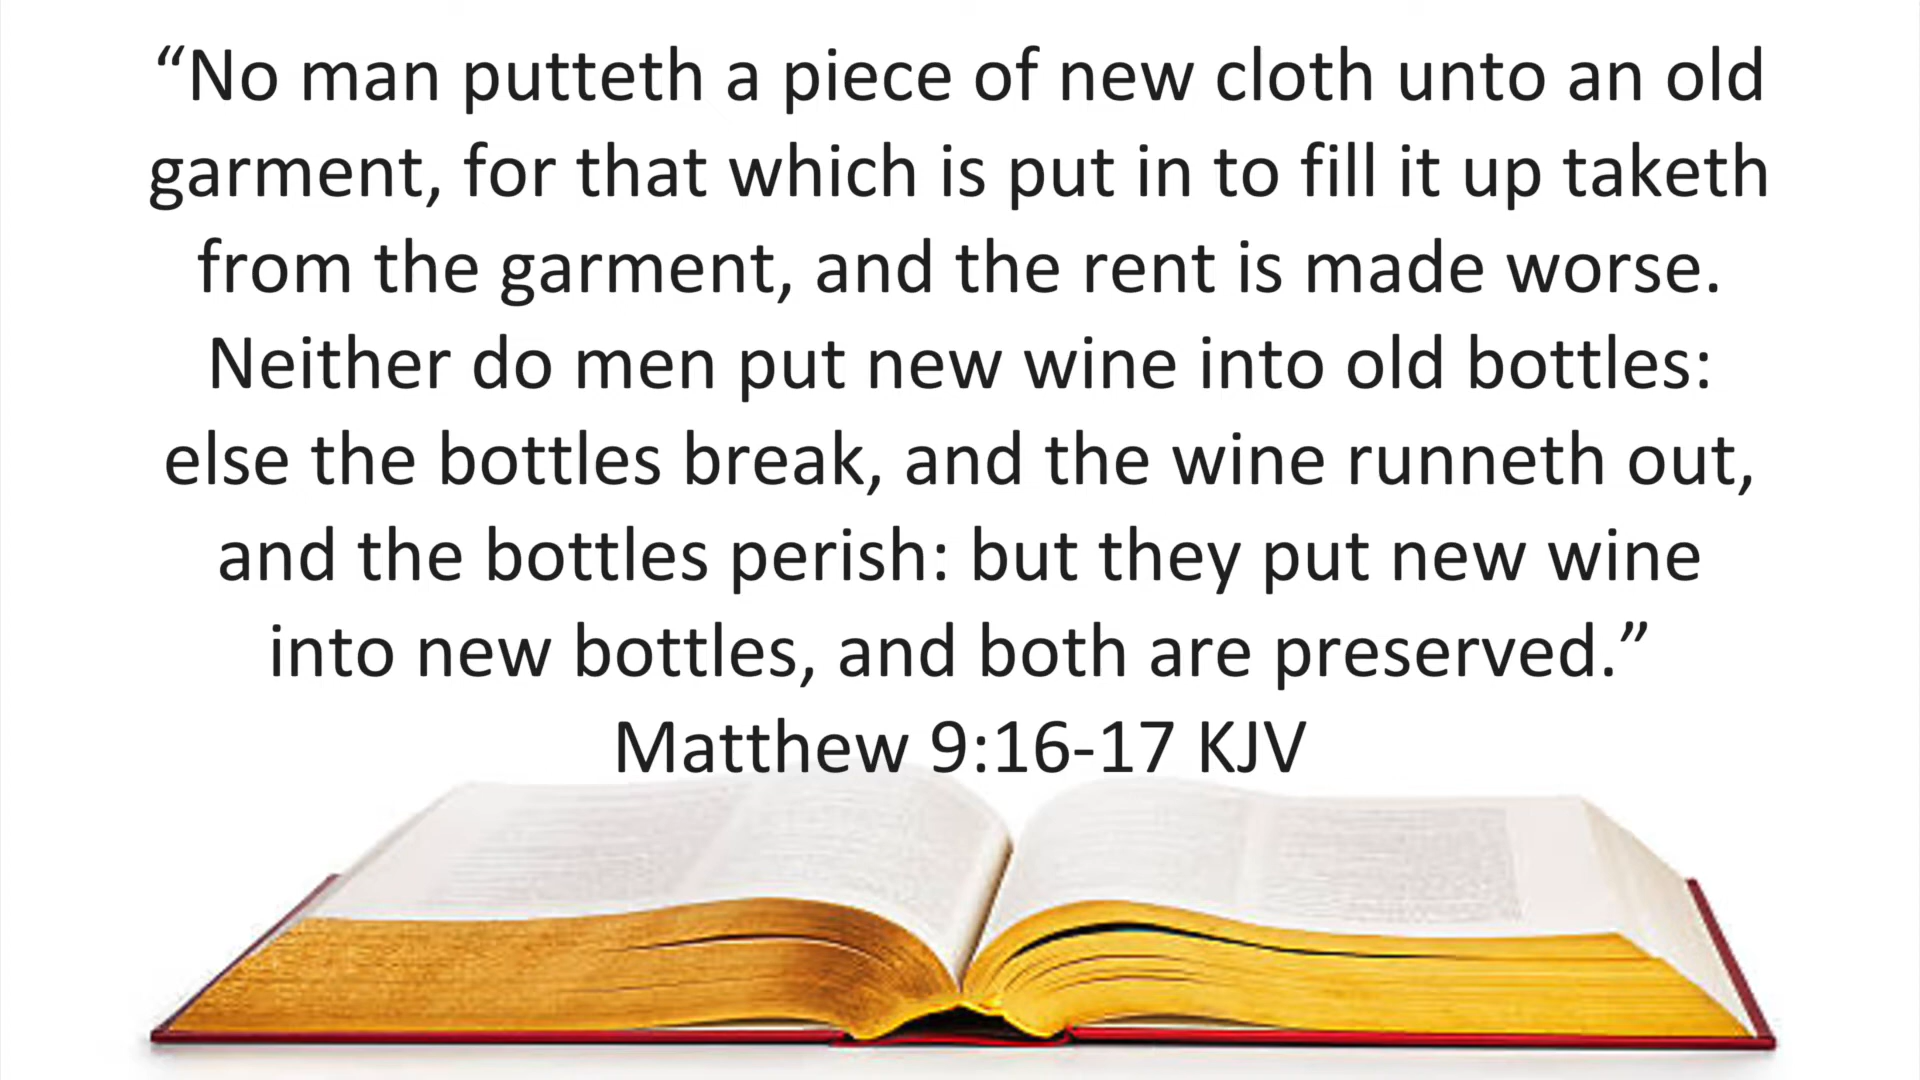 “No man putteth a piece of new cloth unto an old
garment, for that which is put in to fill it up taketh
from the garment, and the rent is made worse.
Neither do men put new wine into old bottles:
else the bottles break, and the wine runneth out,
and the bottles perish: but they put new wine
into new bottles, and both are preserved.”
Matthew 9:16-17 KJV